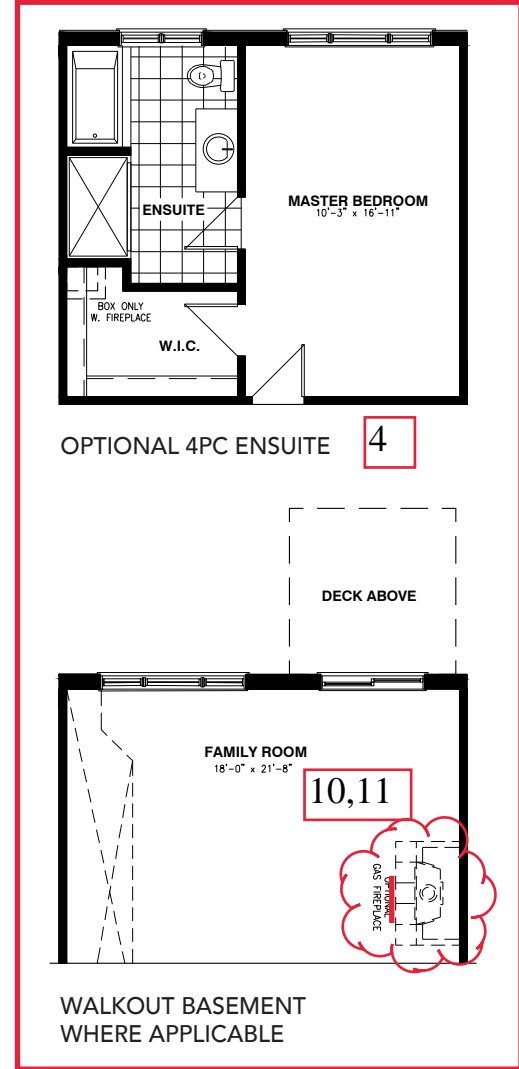 ENSUITE
MASTER BEDROOM
10'-3" x 16'-11"
BOX ONLY
W. FIREPLACE
W.I.C.
OPTIONAL 4PC ENSUITE
4
DECK ABOVE
FAMILY ROOM
18'-0" x 21'-8"
10,11
OPTIONAL
GAS FIREPLACE
WALKOUT BASEMENT
WHERE APPLICABLE